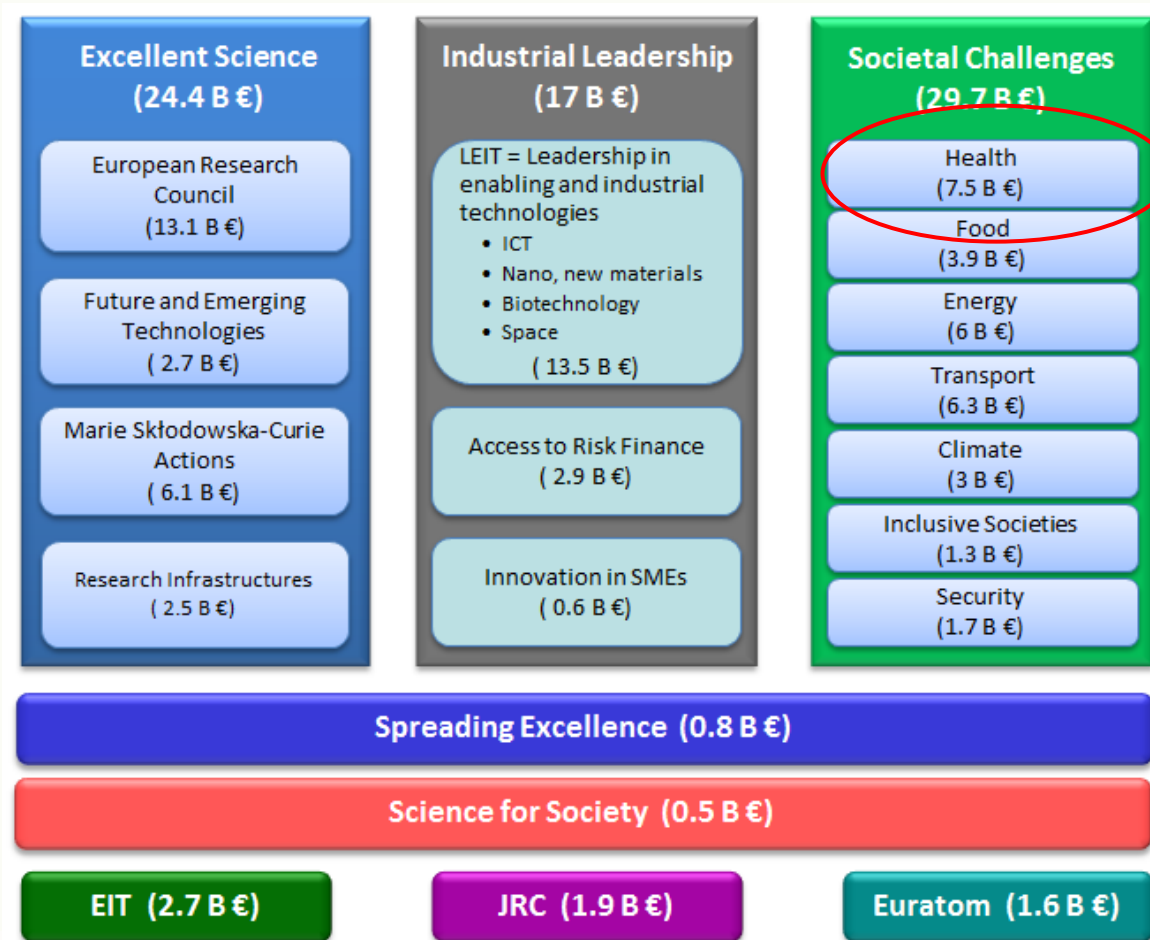 Excellent Science
(24.4 B €)
European Research
Council
(13.1 B €)
Future and Emerging
Technologies
( 2.7 B €)
Marie Skłodowska-Curie
Actions
( 6.1 B €)
Research Infrastructures
( 2.5 B €)
Industrial Leadership
(17 B €)
LEIT = Leadership in
enabling and industrial
technologies
• ICT
• Nano, new materials
• Biotechnology
• Space
( 13.5 B €)
Access to Risk Finance
( 2.9 B €)
Innovation in SMEs
( 0.6 B €)
Societal Challenges
(29.7 B €)
Health
(7.5 B €)
Food
(3.9 B €)
Energy
(6 B €)
Transport
(6.3 B €)
Climate
(3 B €)
Inclusive Societies
(1.3 B €)
Security
(1.7 B €)
Spreading Excellence (0.8 B €)
Science for Society (0.5 B €)
EIT (2.7 B €)
JRC (1.9 B €)
Euratom (1.6 B €)